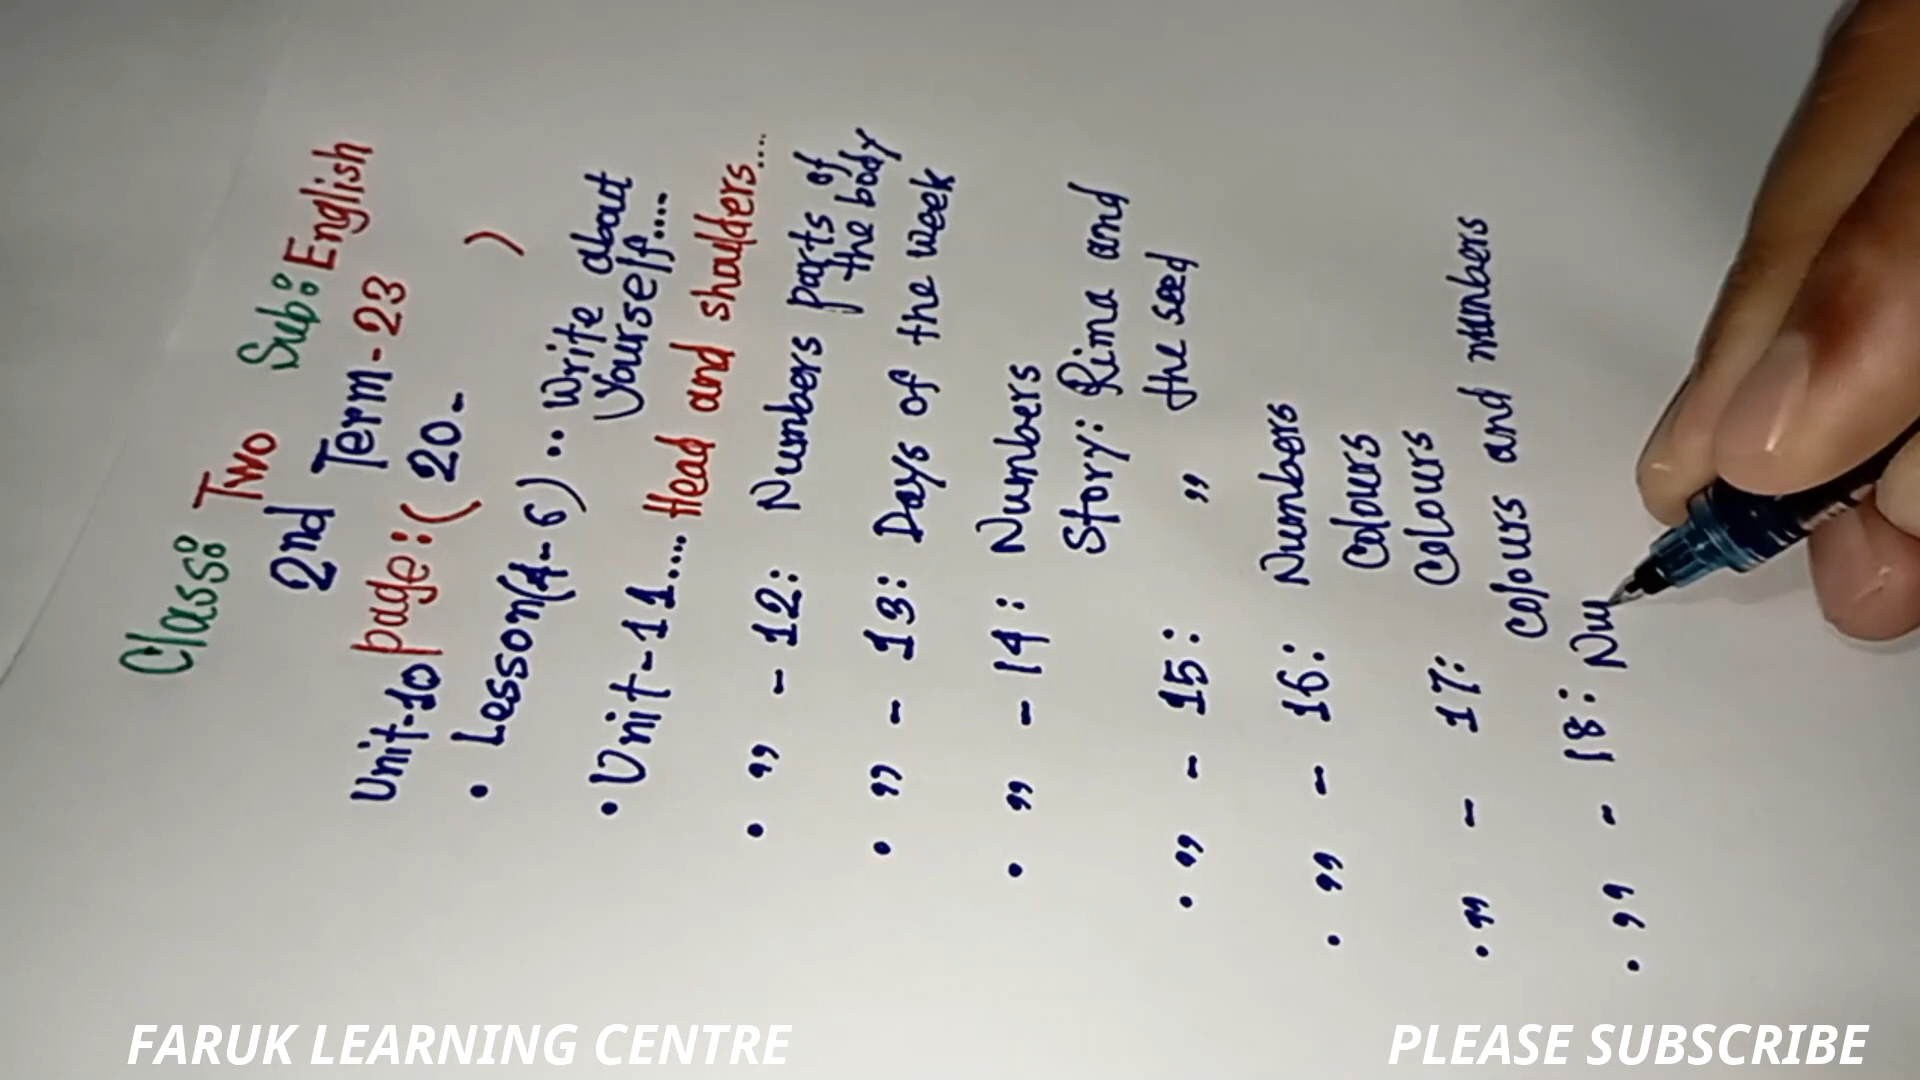 Class: Two Sub: English
2nd Term - 23
Unit-10 page: ( 20 - )
• Lesson (4-6) .. Write about
Yourself....
• Unit-11.... Head and shoulders....
• " - 12: Numbers parts of
the body
• " - 13: Days of the week
• " - 14: Numbers
Story: Rima and
• " - 15: " the seed
• " - 16: Numbers
Colours
• " - 17: Colours
Colours and numbers
• " - 18: Nu
FARUK LEARNING CENTRE
PLEASE SUBSCRIBE